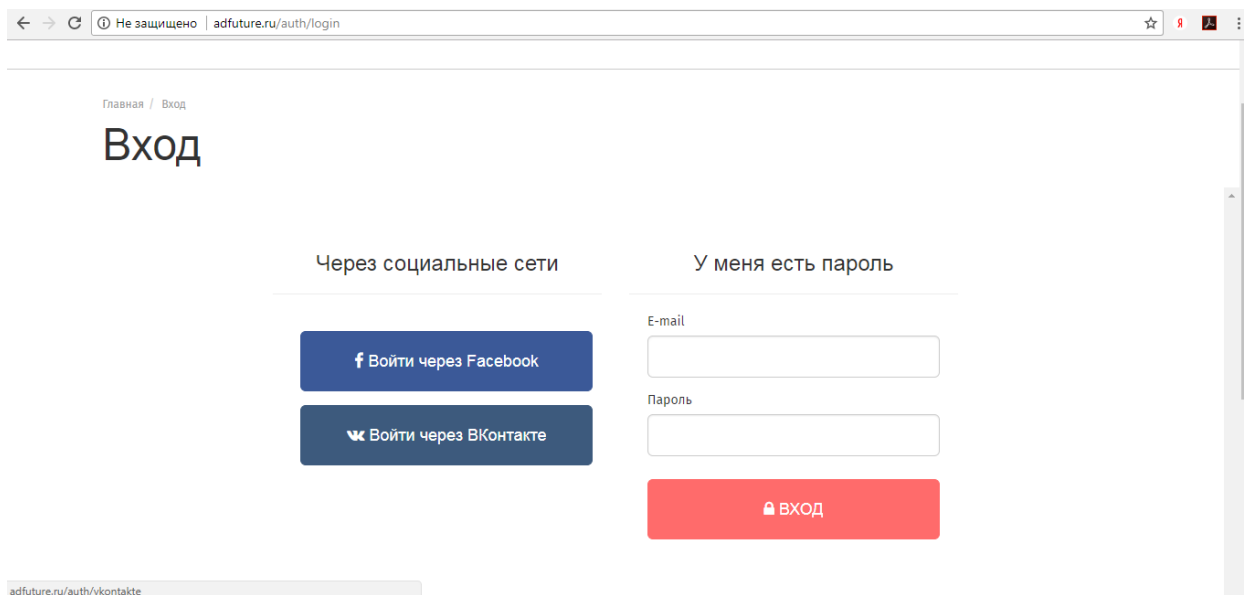 Не защищено | adfuture.ru/auth/login
Я
Главная / Вход
Вход
Через социальные сети
Войти через Facebook
Войти через ВКонтакте
У меня есть пароль
E-mail
Пароль
ВХОД
adfuture.ru/auth/vkontakte